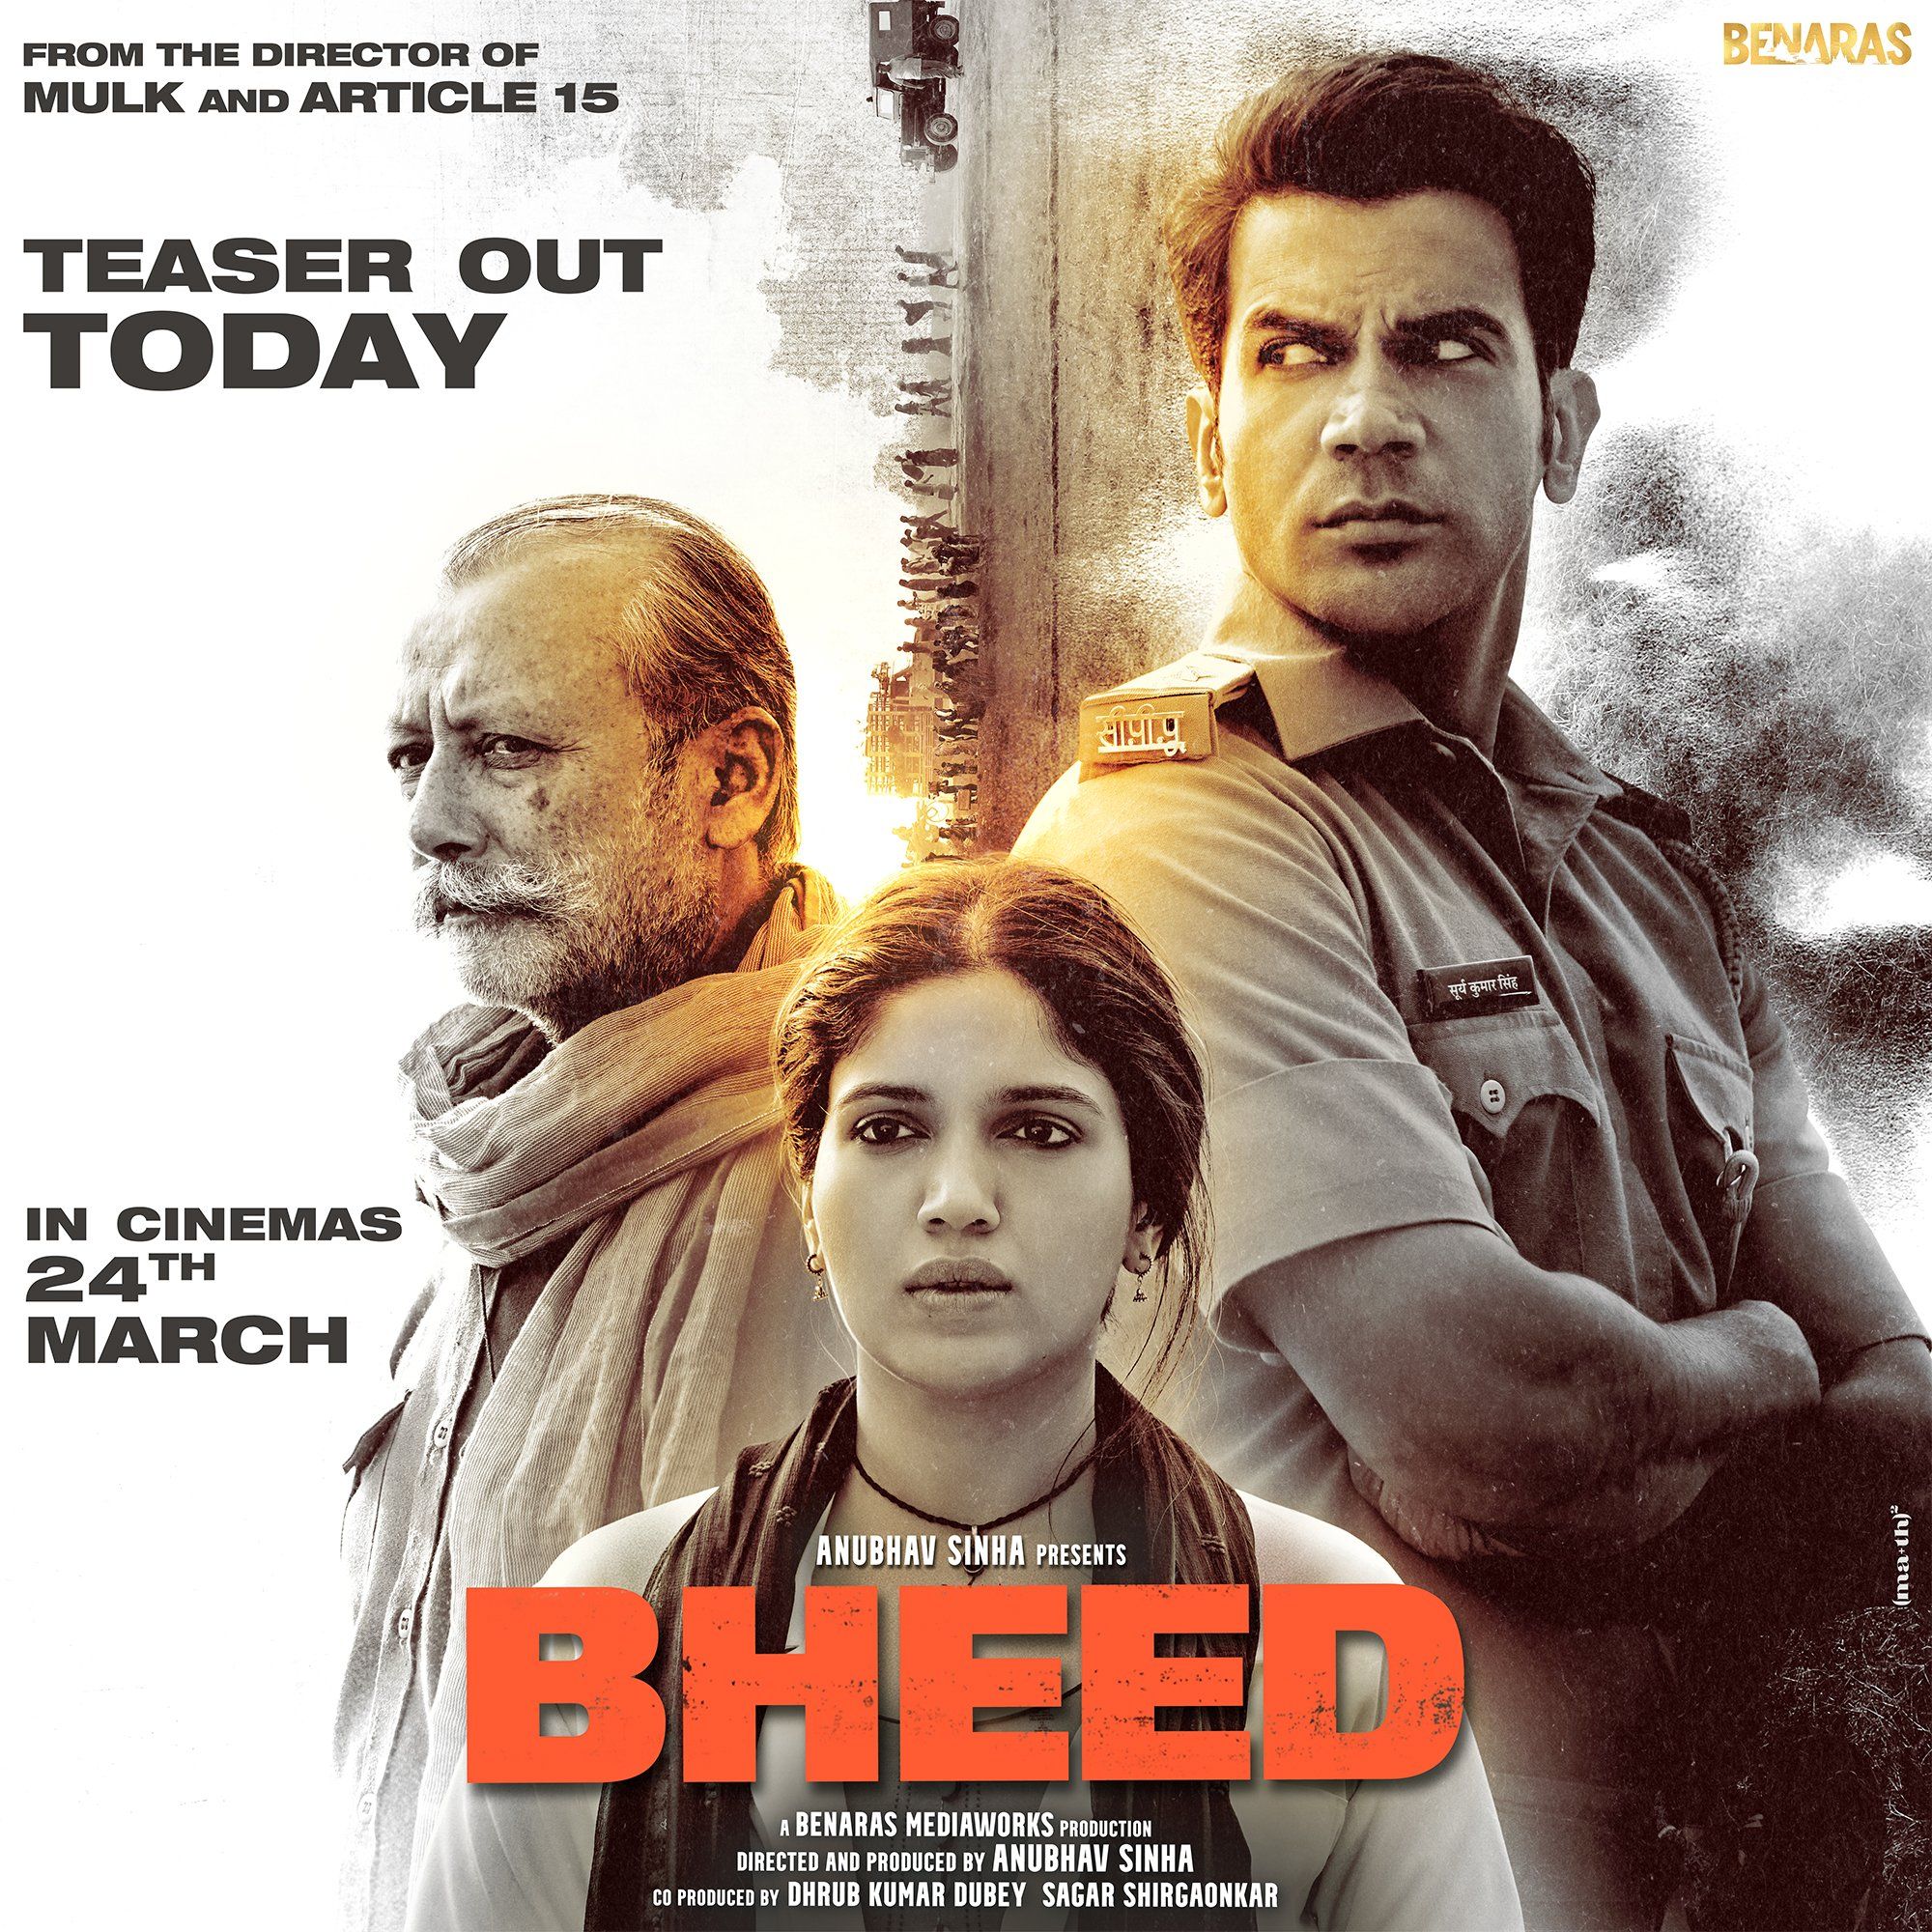 FROM THE DIRECTOR OF
MULK AND ARTICLE 15
BENARAS
TEASER OUT
TODAY
सी.पी.यू
सूर्य कुमार सिंह
IN CINEMAS
24TH
MARCH
(ma+th)²
ANUBHAV SINHA PRESENTS
BHEED
A BENARAS MEDIAWORKS PRODUCTION
DIRECTED AND PRODUCED BY ANUBHAV SINHA
CO PRODUCED BY DHRUB KUMAR DUBEY SAGAR SHIRGAONKAR